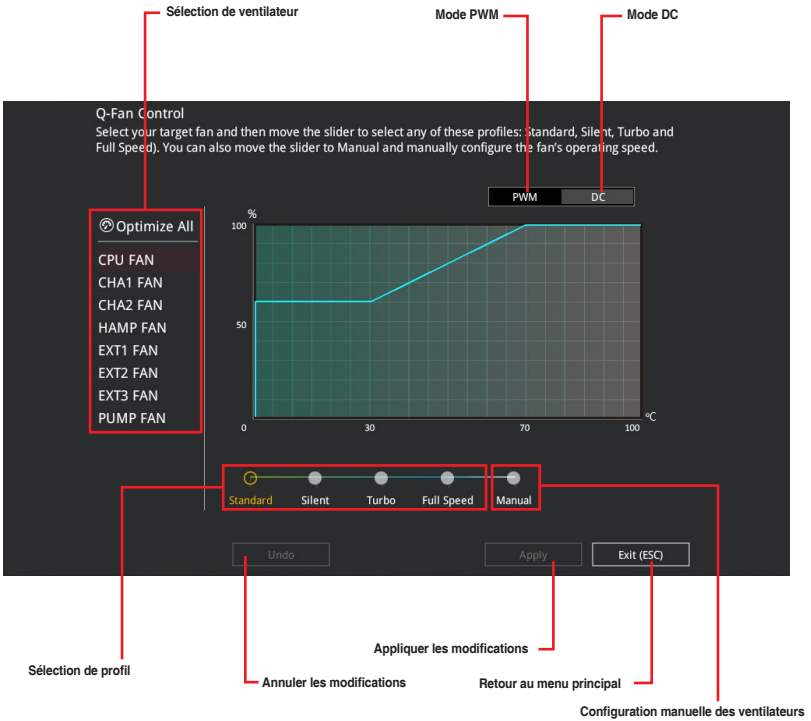 Sélection de ventilateur
Mode PWM
Mode DC
Q-Fan Control
Select your target fan and then move the slider to select any of these profiles: Standard, Silent, Turbo and
Full Speed). You can also move the slider to Manual and manually configure the fan's operating speed.
PWM
DC
Optimize All
CPU FAN
CHA1 FAN
CHA2 FAN
HAMP FAN
EXT1 FAN
EXT2 FAN
EXT3 FAN
PUMP FAN
%
100
50
0
30
70
100
ºC
Standard
Silent
Turbo
Full Speed
Manual
Undo
Apply
Exit (ESC)
Appliquer les modifications
Sélection de profil
Annuler les modifications
Retour au menu principal
Configuration manuelle des ventilateurs